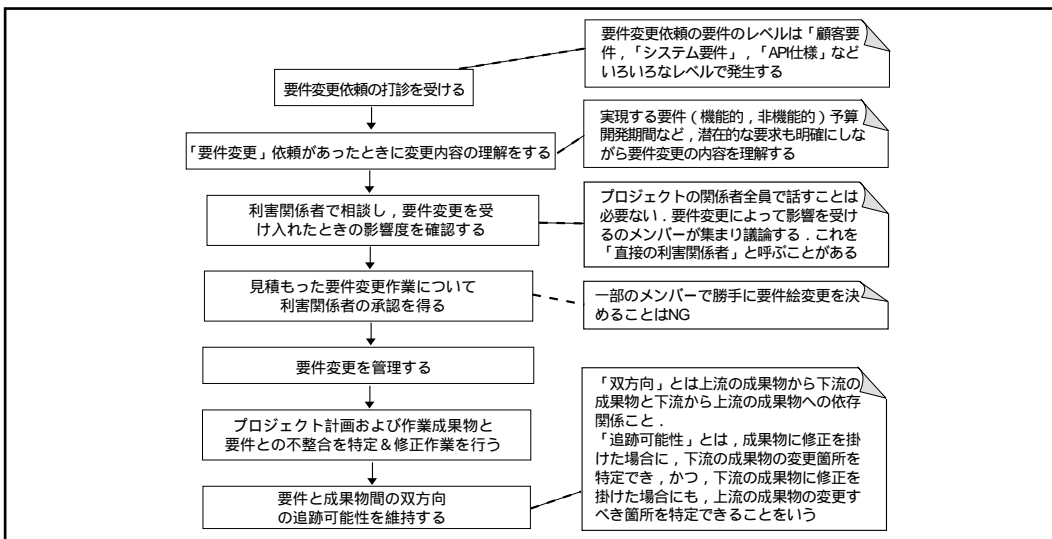 要件変更依頼の打診を受ける
要件変更依頼の要件のレベルは「顧客要
件，「システム要件」，「API仕様」など
いろいろなレベルで発生する
「要件変更」依頼があったときに変更内容の理解をする
実現する要件（機能的，非機能的）予算
開発期間など，潜在的な要求も明確にしな
がら要件変更の内容を理解する
利害関係者で相談し，要件変更を受
け入れたときの影響度を確認する
プロジェクトの関係者全員で話すことは
必要ない．要件変更によって影響を受け
るのメンバーが集まり議論する．これを
「直接の利害関係者」と呼ぶことがある
見積もった要件変更作業について
利害関係者の承認を得る
一部のメンバーで勝手に要件絵変更を決
めることはNG
要件変更を管理する
プロジェクト計画および作業成果物と
要件との不整合を特定＆修正作業を行う
要件と成果物間の双方向
の追跡可能性を維持する
「双方向」とは上流の成果物から下流の
成果物と下流から上流の成果物への依存
関係こと．
「追跡可能性」とは，成果物に修正を掛
けた場合に，下流の成果物の変更箇所を
特定でき，かつ，下流の成果物に修正を
掛けた場合にも，上流の成果物の変更す
べき箇所を特定できることをいう